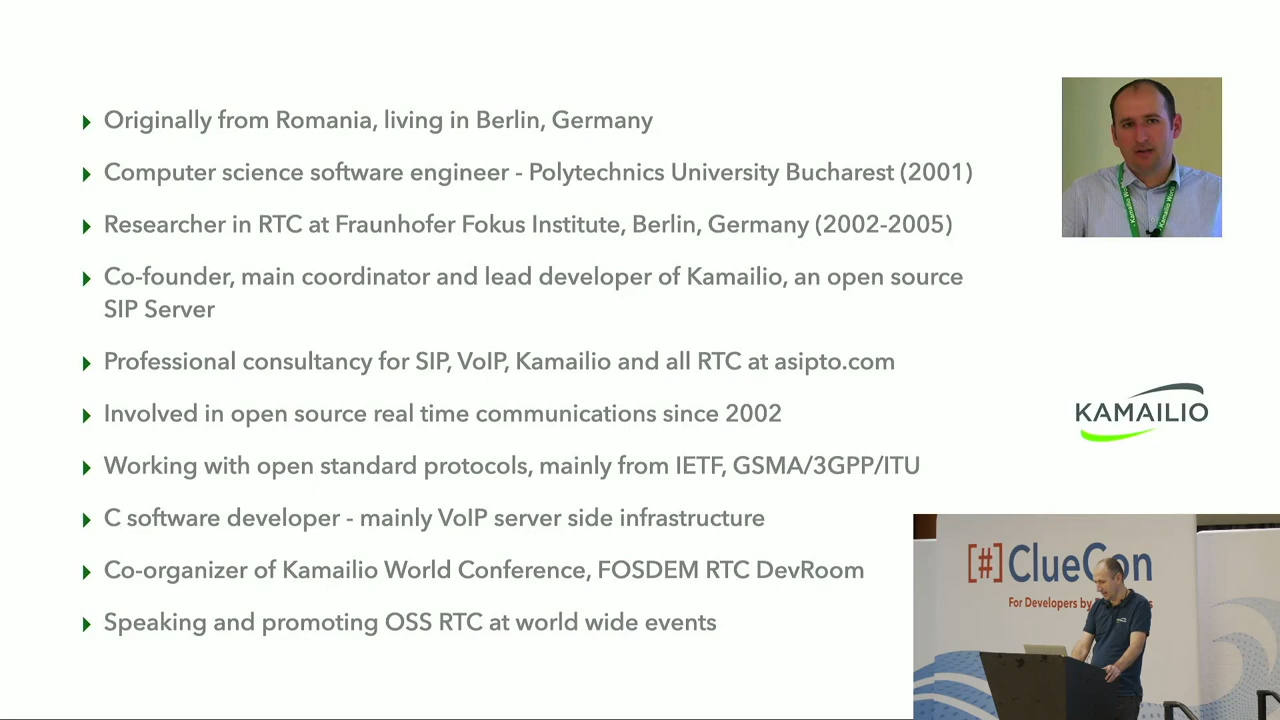 Originally from Romania, living in Berlin, Germany
Computer science software engineer - Polytechnics University Bucharest (2001)
Researcher in RTC at Fraunhofer Fokus Institute, Berlin, Germany (2002-2005)
Co-founder, main coordinator and lead developer of Kamailio, an open source
SIP Server
Professional consultancy for SIP, VoIP, Kamailio and all RTC at asipto.com
Involved in open source real time communications since 2002
Working with open standard protocols, mainly from IETF, GSMA/3GPP/ITU
C software developer - mainly VoIP server side infrastructure
Co-organizer of Kamailio World Conference, FOSDEM RTC DevRoom
Speaking and promoting OSS RTC at world wide events
KAMAILIO
[#]ClueCon
For Developers by